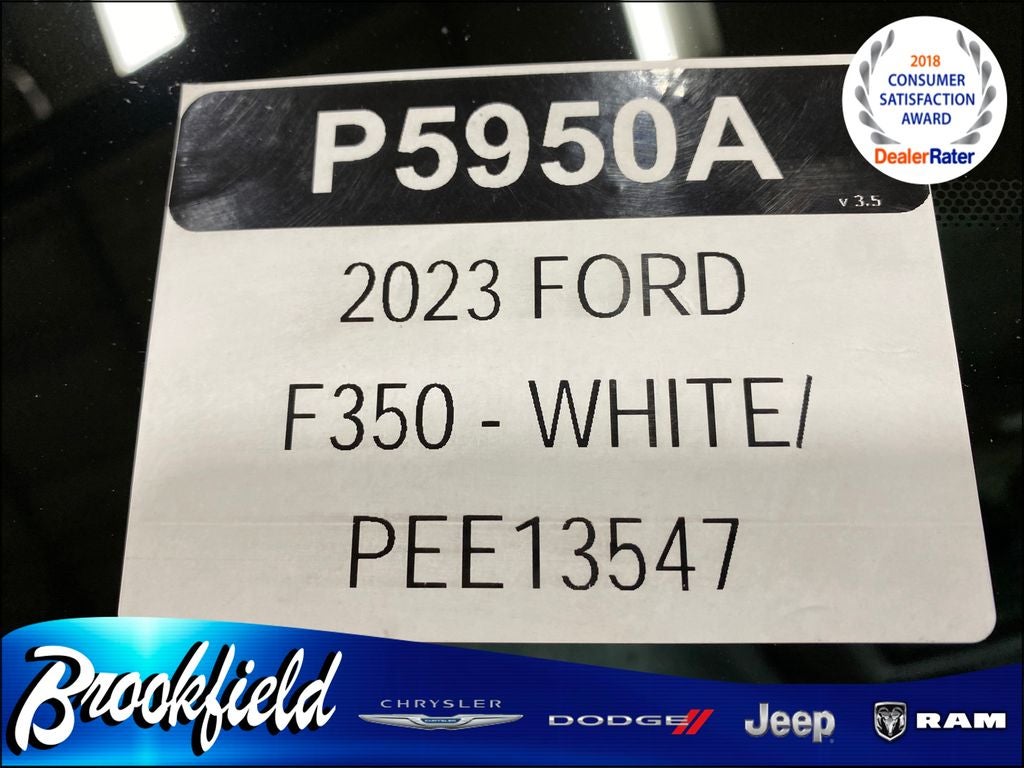 P5950A
v 3.5
2023 FORD
F350 - WHITE/
PEE13547
2018
CONSUMER
SATISFACTION
AWARD
DealerRater
Brookfield
CHRYSLER
DODGE
Jeep
RAM